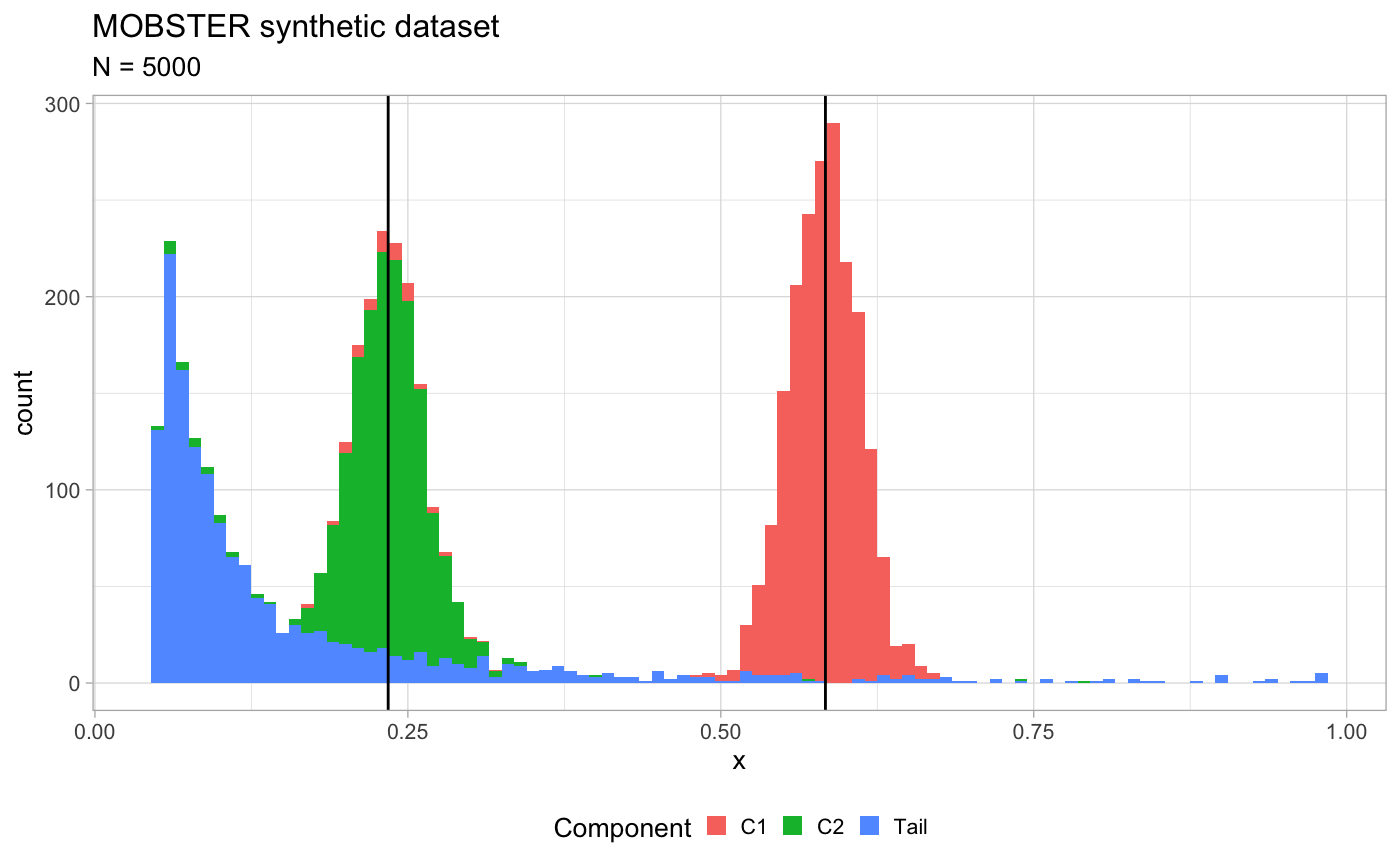 MOBSTER synthetic dataset
N = 5000
300
200
100
0
count
0.00 0.25 0.50 0.75 1.00
x
Component C1 C2 Tail